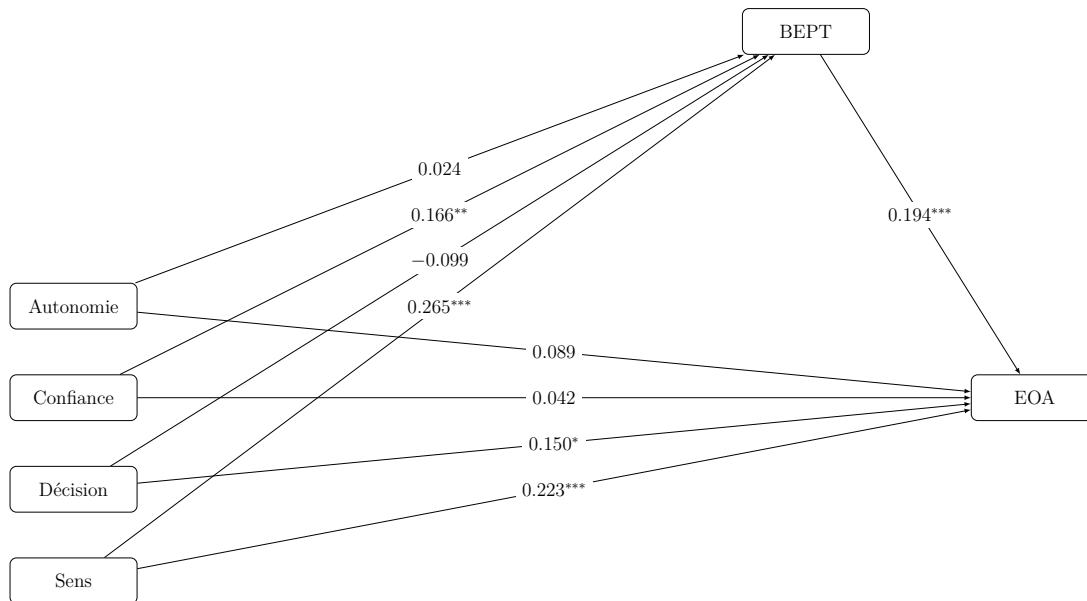 BEPT
0.024
0.166**
0.194***
−0.099
Autonomie
0.265***
0.089
Confiance
0.042
EOA
0.150*
Décision
0.223***
Sens